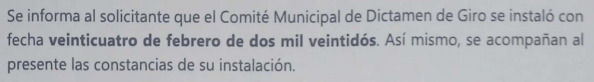 Se informa al solicitante que el Comité Municipal de Dictamen de Giro se instaló con
fecha veinticuatro de febrero de dos mil veintidós. Así mismo, se acompañan al
presente las constancias de su instalación.